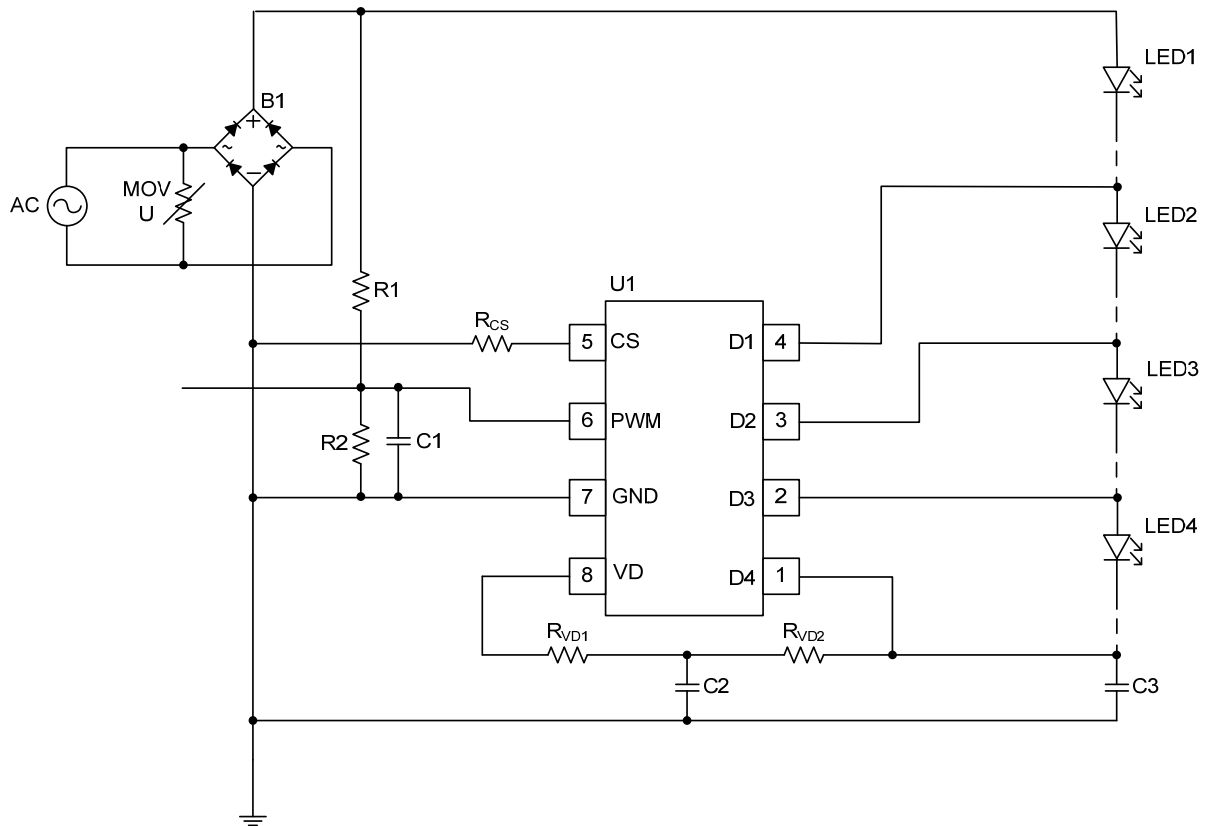 LED1
B1
+
~ ~
−
MOV
U
AC
LED2
R1
U1
RCS
5 CS D1 4
LED3
6 PWM D2 3
R2 C1
7 GND D3 2
LED4
8 VD D4 1
RVD1 RVD2
C2 C3